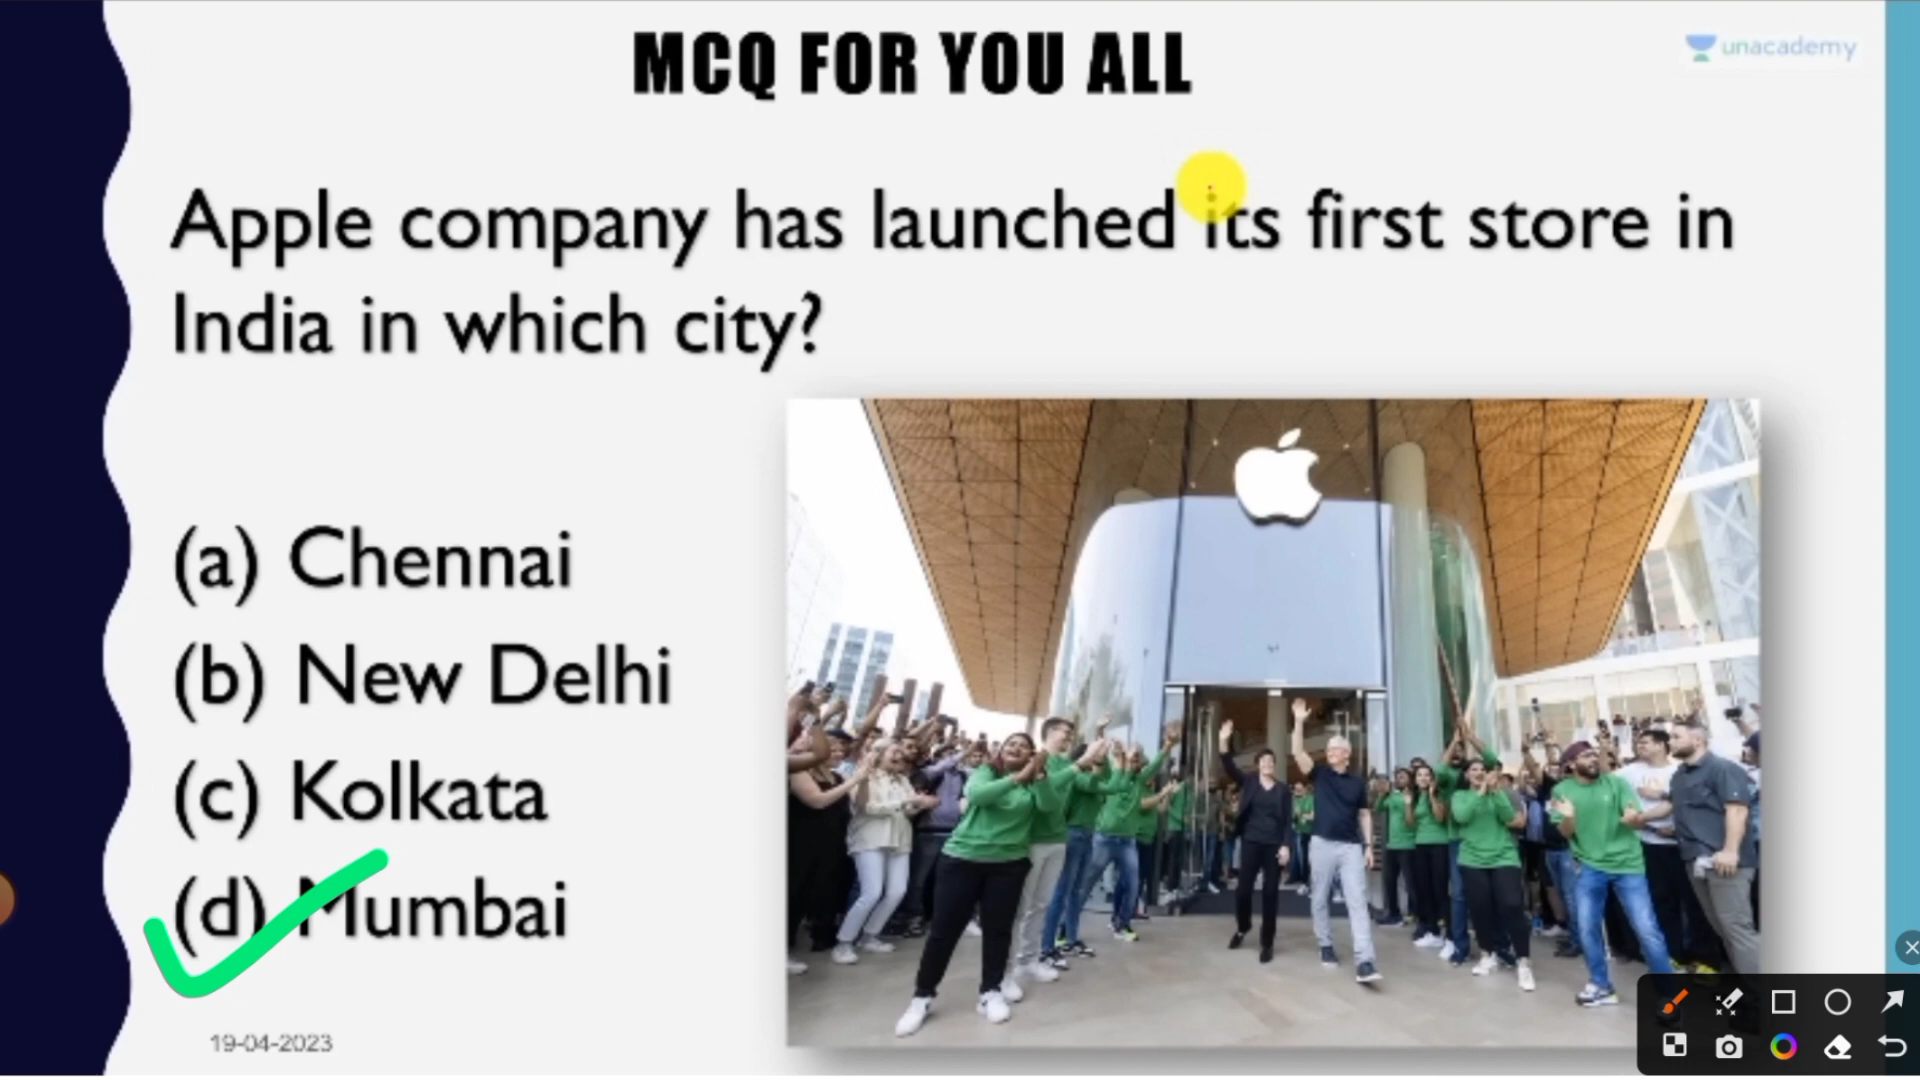 MCQ FOR YOU ALL
unacademy
Apple company has launched its first store in
India in which city?
(a) Chennai
(b) New Delhi
(c) Kolkata
(d) Mumbai
19-04-2023